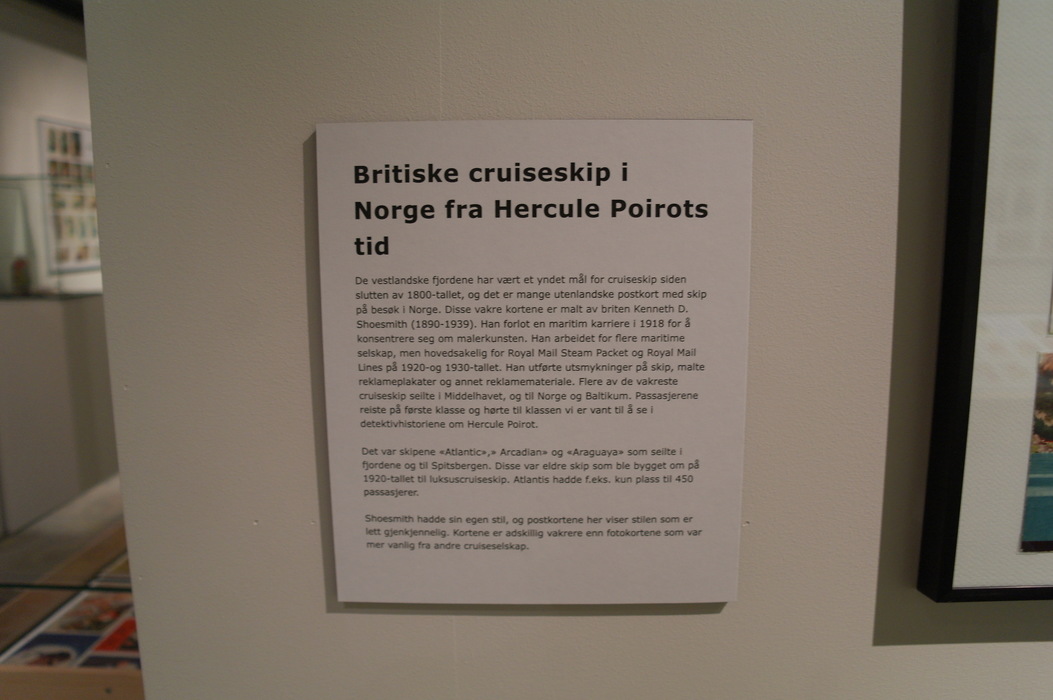 Britiske cruiseskip i
Norge fra Hercule Poirots
tid
De vestlandske fjordene har vært et yndet mål for cruiseskip siden
slutten av 1800-tallet, og det er mange utenlandske postkort med skip
på besøk i Norge. Disse vakre kortene er malt av briten Kenneth D.
Shoesmith (1890-1939). Han forlot en maritim karriere i 1918 for å
konsentrere seg om malerkunsten. Han arbeidet for flere maritime
selskap, men hovedsakelig for Royal Mail Steam Packet og Royal Mail
Lines på 1920-og 1930-tallet. Han utførte utsmykninger på skip, malte
reklameplakater og annet reklamemateriale. Flere av de vakreste
cruiseskip seilte i Middelhavet, og til Norge og Baltikum. Passasjerene
reiste på første klasse og hørte til klassen vi er vant til å se i
detektivhistoriene om Hercule Poirot.
Det var skipene «Atlantic»,» Arcadian» og «Araguaya» som seilte i
fjordene og til Spitsbergen. Disse var eldre skip som ble bygget om på
1920-tallet til luksuscruiseskip. Atlantis hadde f.eks. kun plass til 450
passasjerer.
Shoesmith hadde sin egen stil, og postkortene her viser stilen som er
lett gjenkjennelig. Kortene er adskillig vakrere enn fotokortene som var
mer vanlig fra andre cruiseselskap.